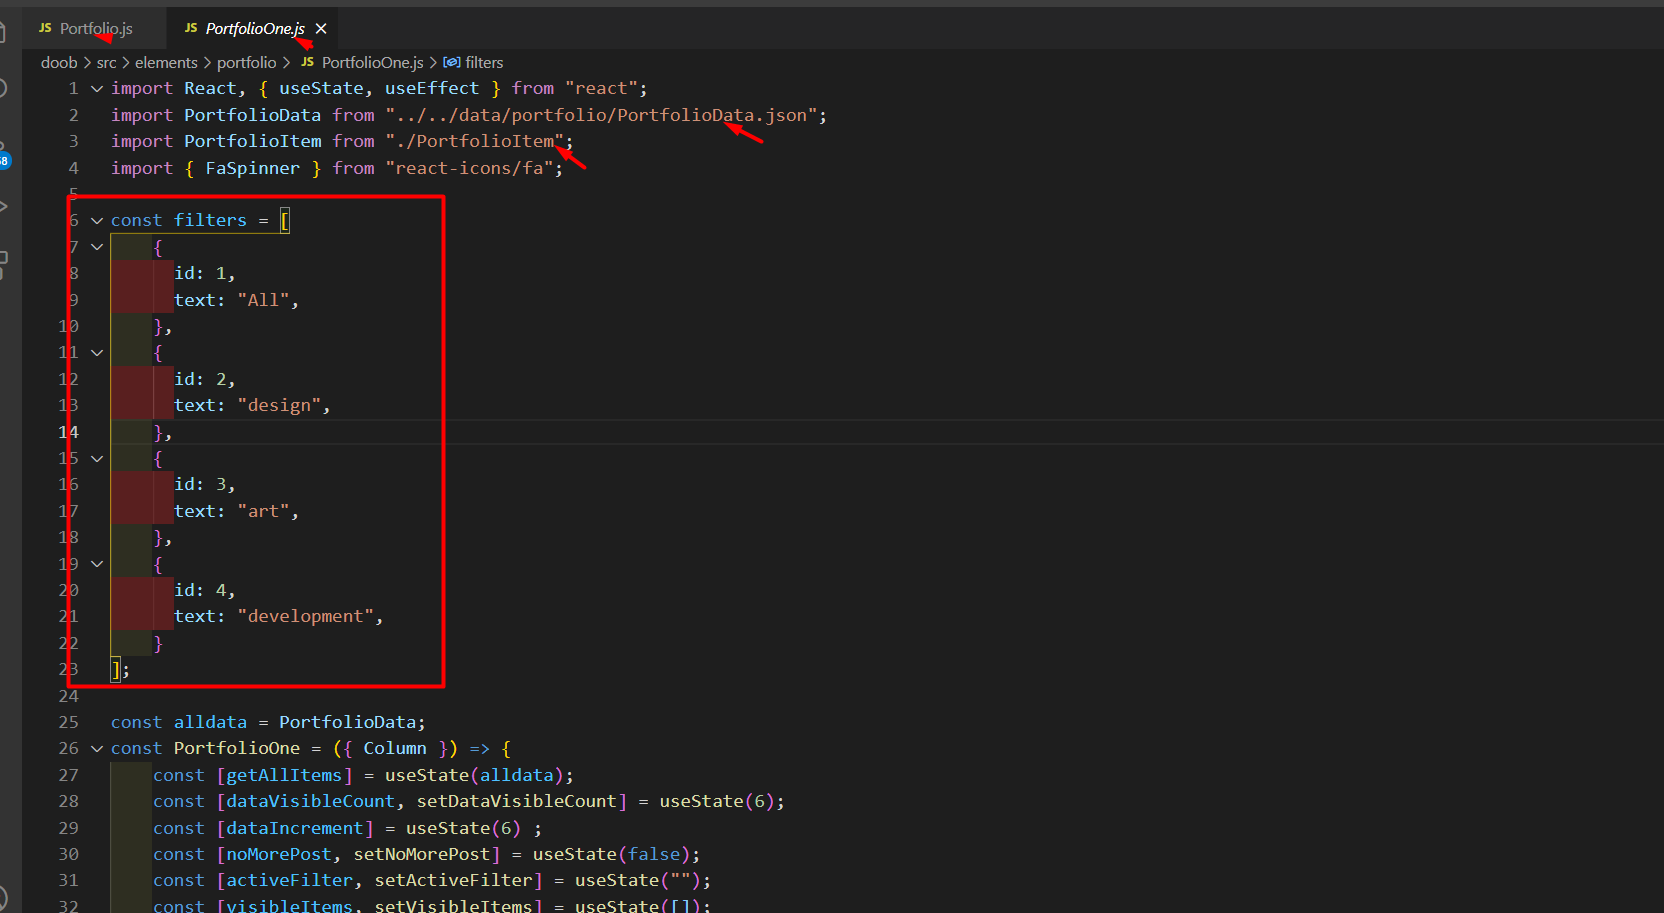 JS Portfolio.js JS PortfolioOne.js ×
doob > src > elements > portfolio > JS PortfolioOne.js > filters
1 import React, { useState, useEffect } from "react";
2 import PortfolioData from "../../data/portfolio/PortfolioData.json";
3 import PortfolioItem from "./PortfolioItem";
4 import { FaSpinner } from "react-icons/fa";
5
6 const filters = [
7 {
8 id: 1,
9 text: "All",
10 },
11 {
12 id: 2,
13 text: "design",
14 },
15 {
16 id: 3,
17 text: "art",
18 },
19 {
20 id: 4,
21 text: "development",
22 }
23 ];
24
25 const alldata = PortfolioData;
26 const PortfolioOne = ({ Column }) => {
27 const [getAllItems] = useState(alldata);
28 const [dataVisibleCount, setDataVisibleCount] = useState(6);
29 const [dataIncrement] = useState(6) ;
30 const [noMorePost, setNoMorePost] = useState(false);
31 const [activeFilter, setActiveFilter] = useState("");
32 const [visibleItems, setVisibleItems] = useState([]);